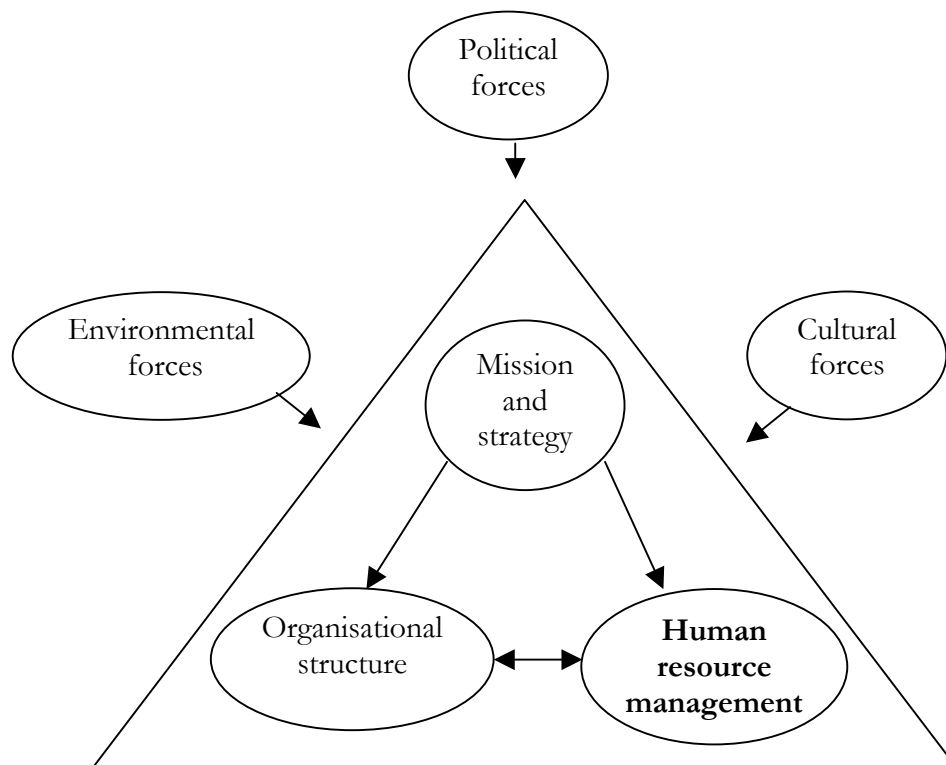 Political
forces
Environmental
forces
Cultural
forces
Mission
and
strategy
Organisational
structure
Human
resource
management